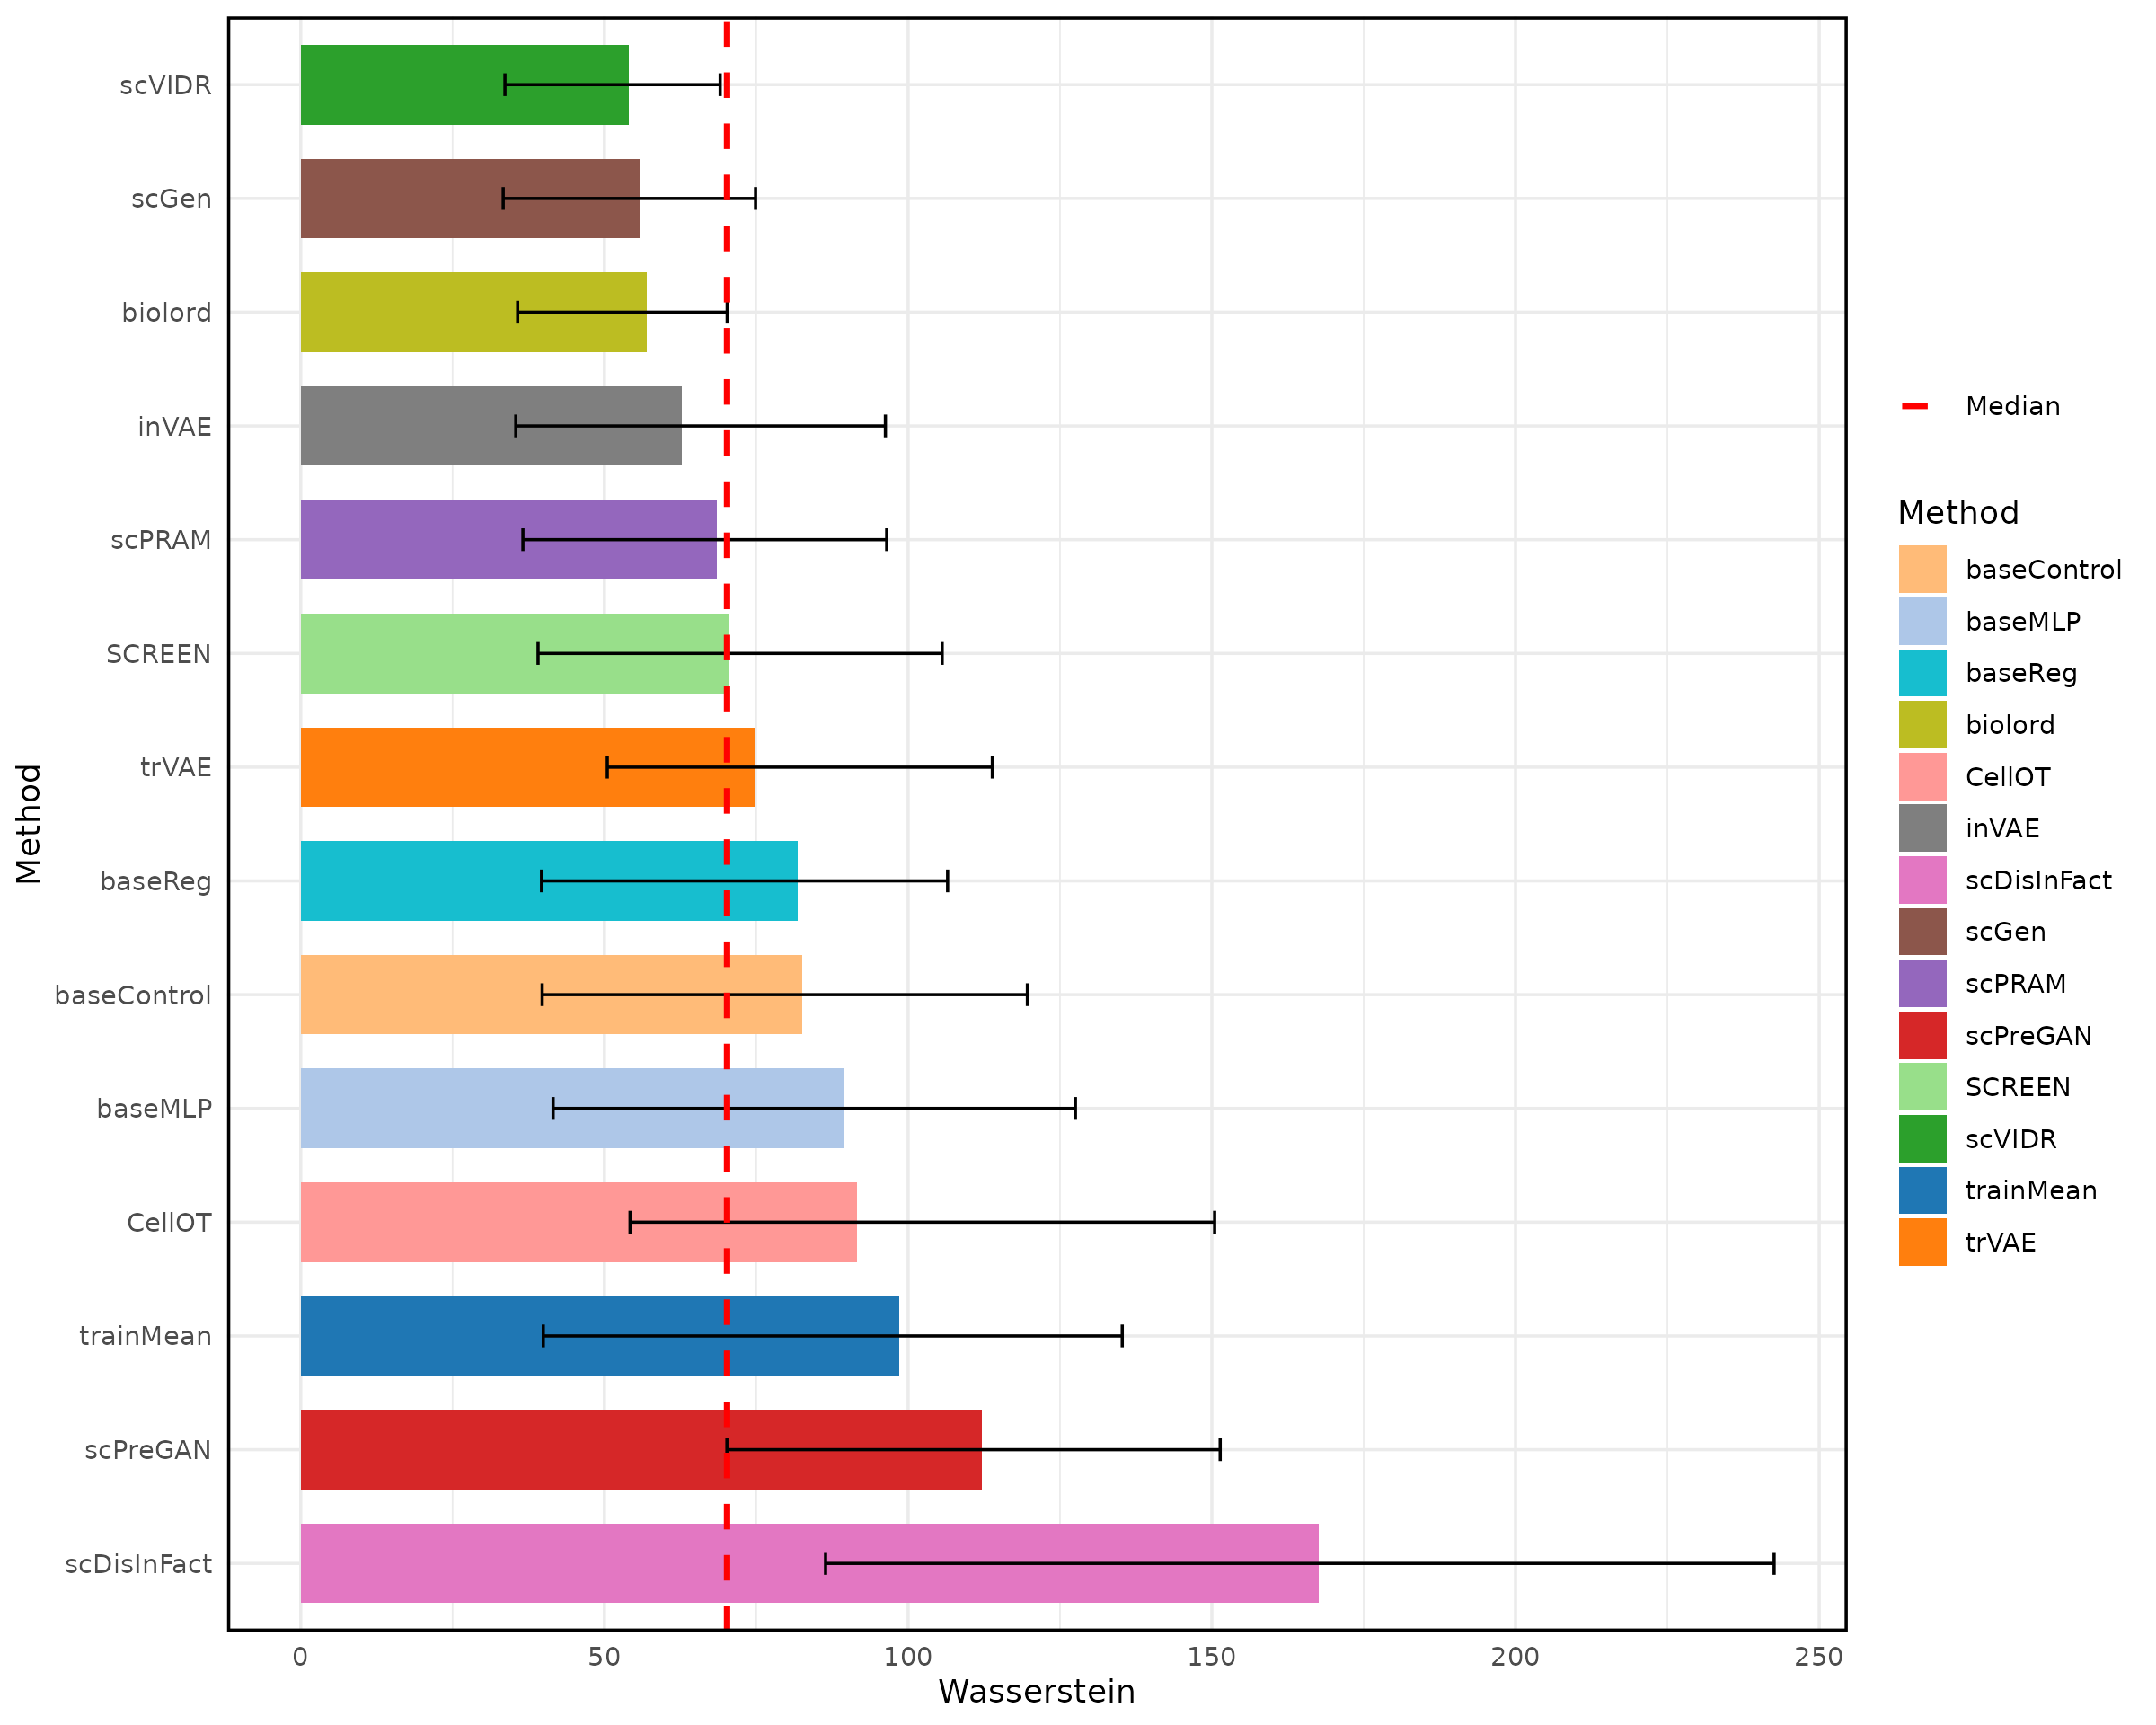 scVIDR
scGen
biolord
inVAE
scPRAM
SCREEN
trVAE
baseReg
baseControl
baseMLP
CellOT
trainMean
scPreGAN
scDisInFact
Method
0 50 100 150 200 250
Wasserstein
Median
Method
baseControl
baseMLP
baseReg
biolord
CellOT
inVAE
scDisInFact
scGen
scPRAM
scPreGAN
SCREEN
scVIDR
trainMean
trVAE